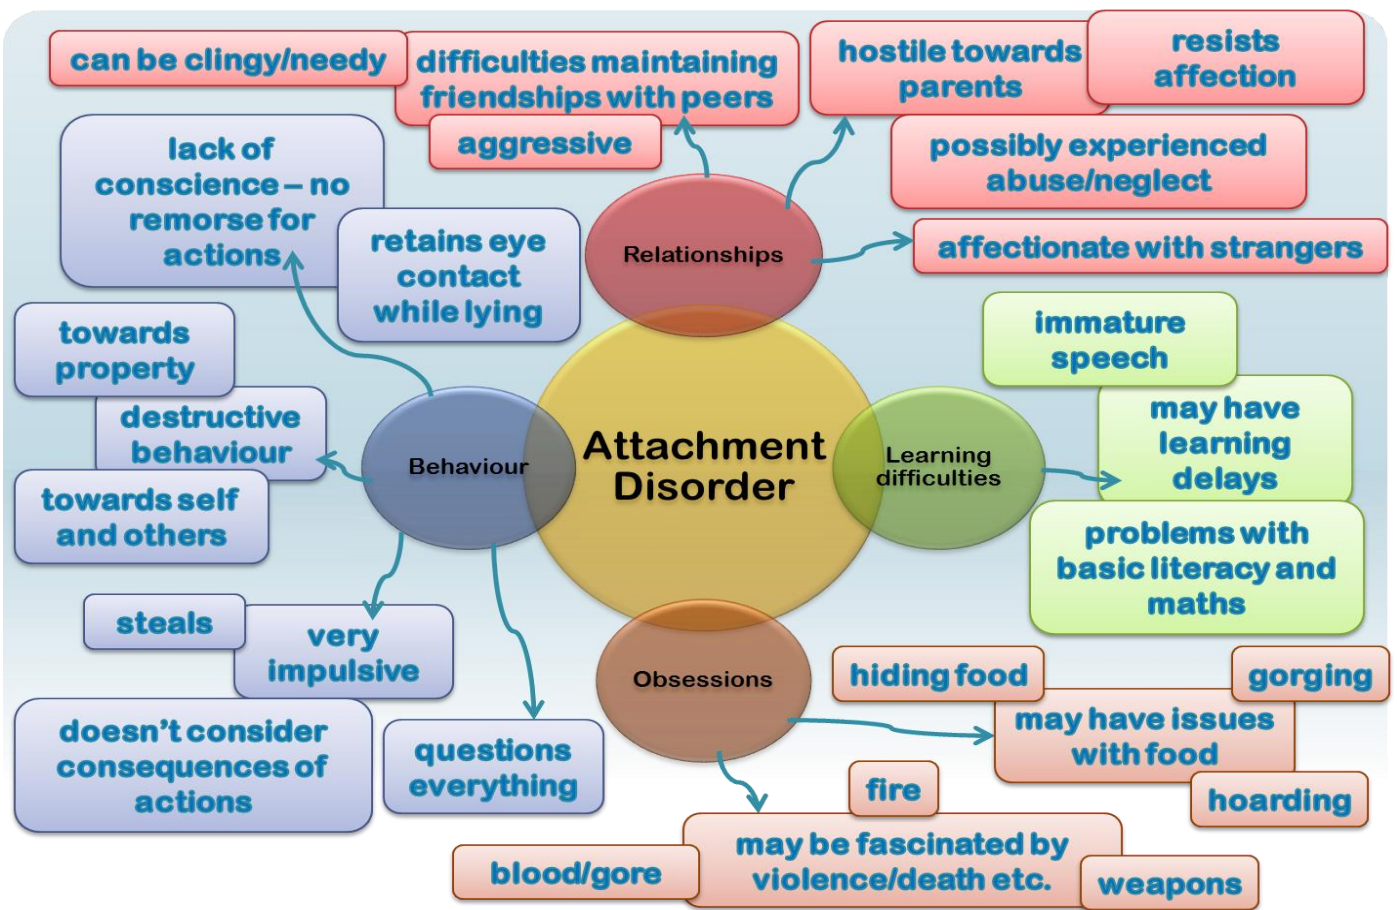 can be clingy/needy
difficulties maintaining
friendships with peers
aggressive
hostile towards
parents
resists
affection
possibly experienced
abuse/neglect
affectionate with strangers
Relationships
lack of
conscience – no
remorse for
actions
retains eye
contact
while lying
towards
property
destructive
behaviour
towards self
and others
Behaviour
Attachment
Disorder
Learning
difficulties
immature
speech
may have
learning
delays
problems with
basic literacy and
maths
steals
very
impulsive
doesn't consider
consequences of
actions
questions
everything
Obsessions
hiding food
gorging
may have issues
with food
hoarding
fire
may be fascinated by
violence/death etc.
blood/gore
weapons